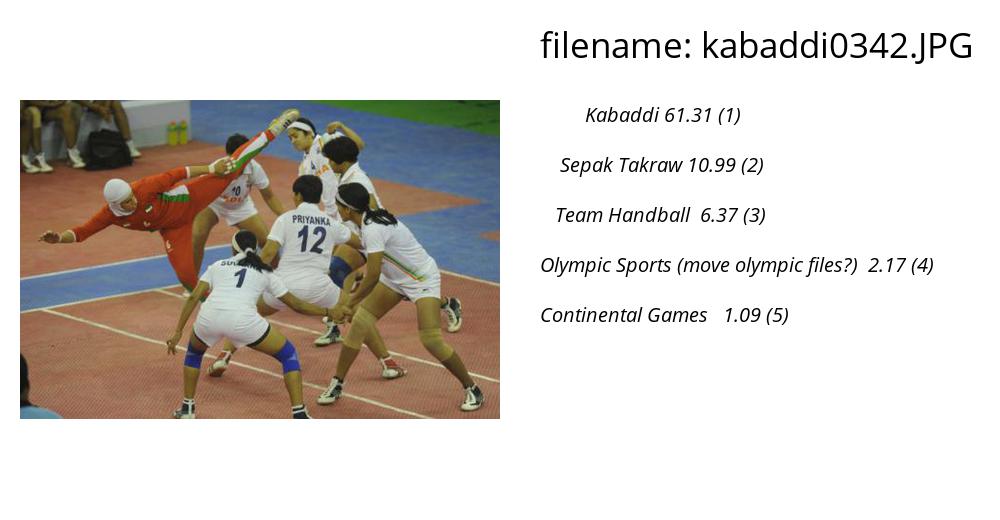 filename: kabaddi0342.JPG
Kabaddi 61.31 (1)
Sepak Takraw 10.99 (2)
Team Handball 6.37 (3)
Olympic Sports (move olympic files?) 2.17 (4)
Continental Games 1.09 (5)
10
PRIYANKA
12
1